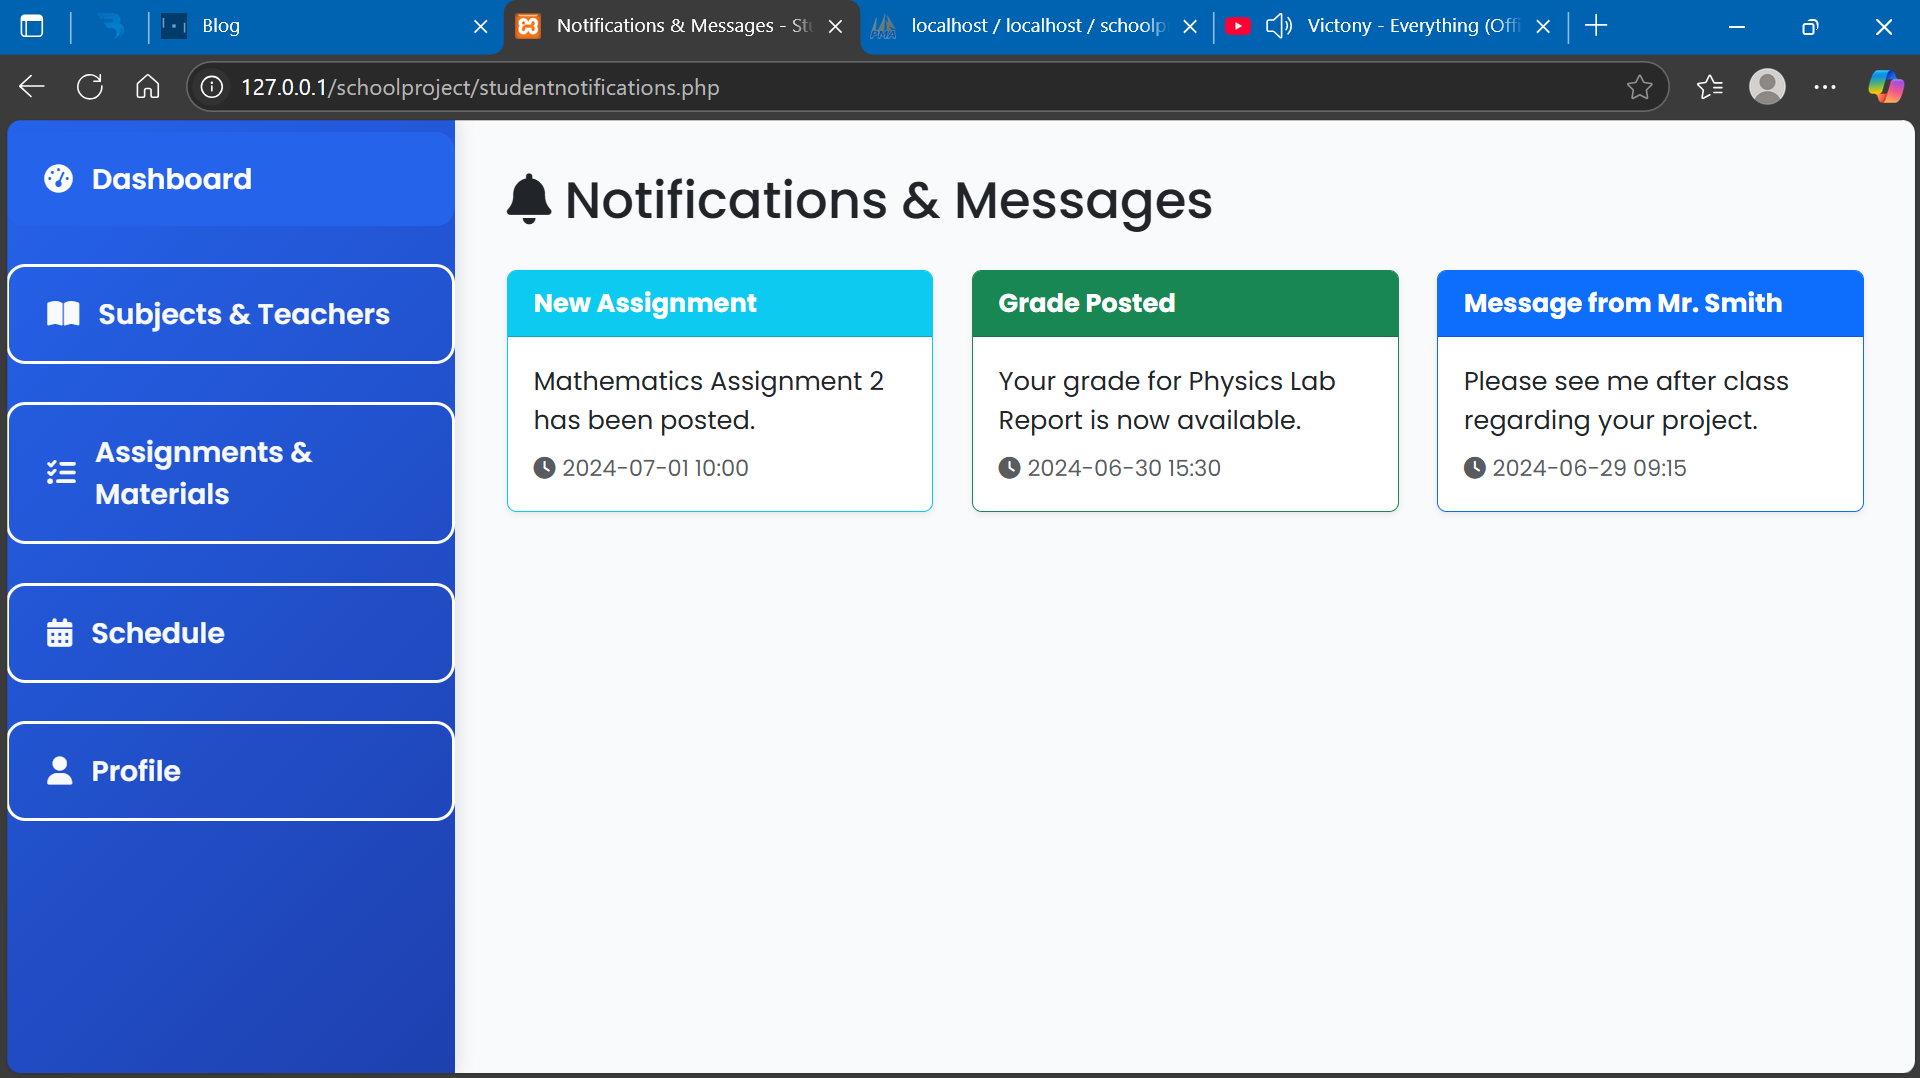 Blog
Notifications & Messages - St
localhost / localhost / schoolp
Victony - Everything (Offi
127.0.0.1/schoolproject/studentnotifications.php
Dashboard
Subjects & Teachers
Assignments &
Materials
Schedule
Profile
Notifications & Messages
New Assignment
Mathematics Assignment 2
has been posted.
2024-07-01 10:00
Grade Posted
Your grade for Physics Lab
Report is now available.
2024-06-30 15:30
Message from Mr. Smith
Please see me after class
regarding your project.
2024-06-29 09:15